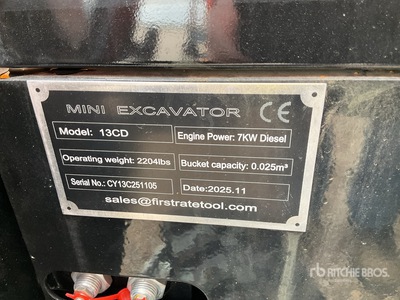 MINI EXCAVATOR CE
Model: 13CD Engine Power: 7KW Diesel
Operating weight: 2204lbs Bucket capacity: 0.025m³
Serial No.: CY13C251105 Date:2025.11
sales@firstratetool.com
rb RITCHIE BROS.